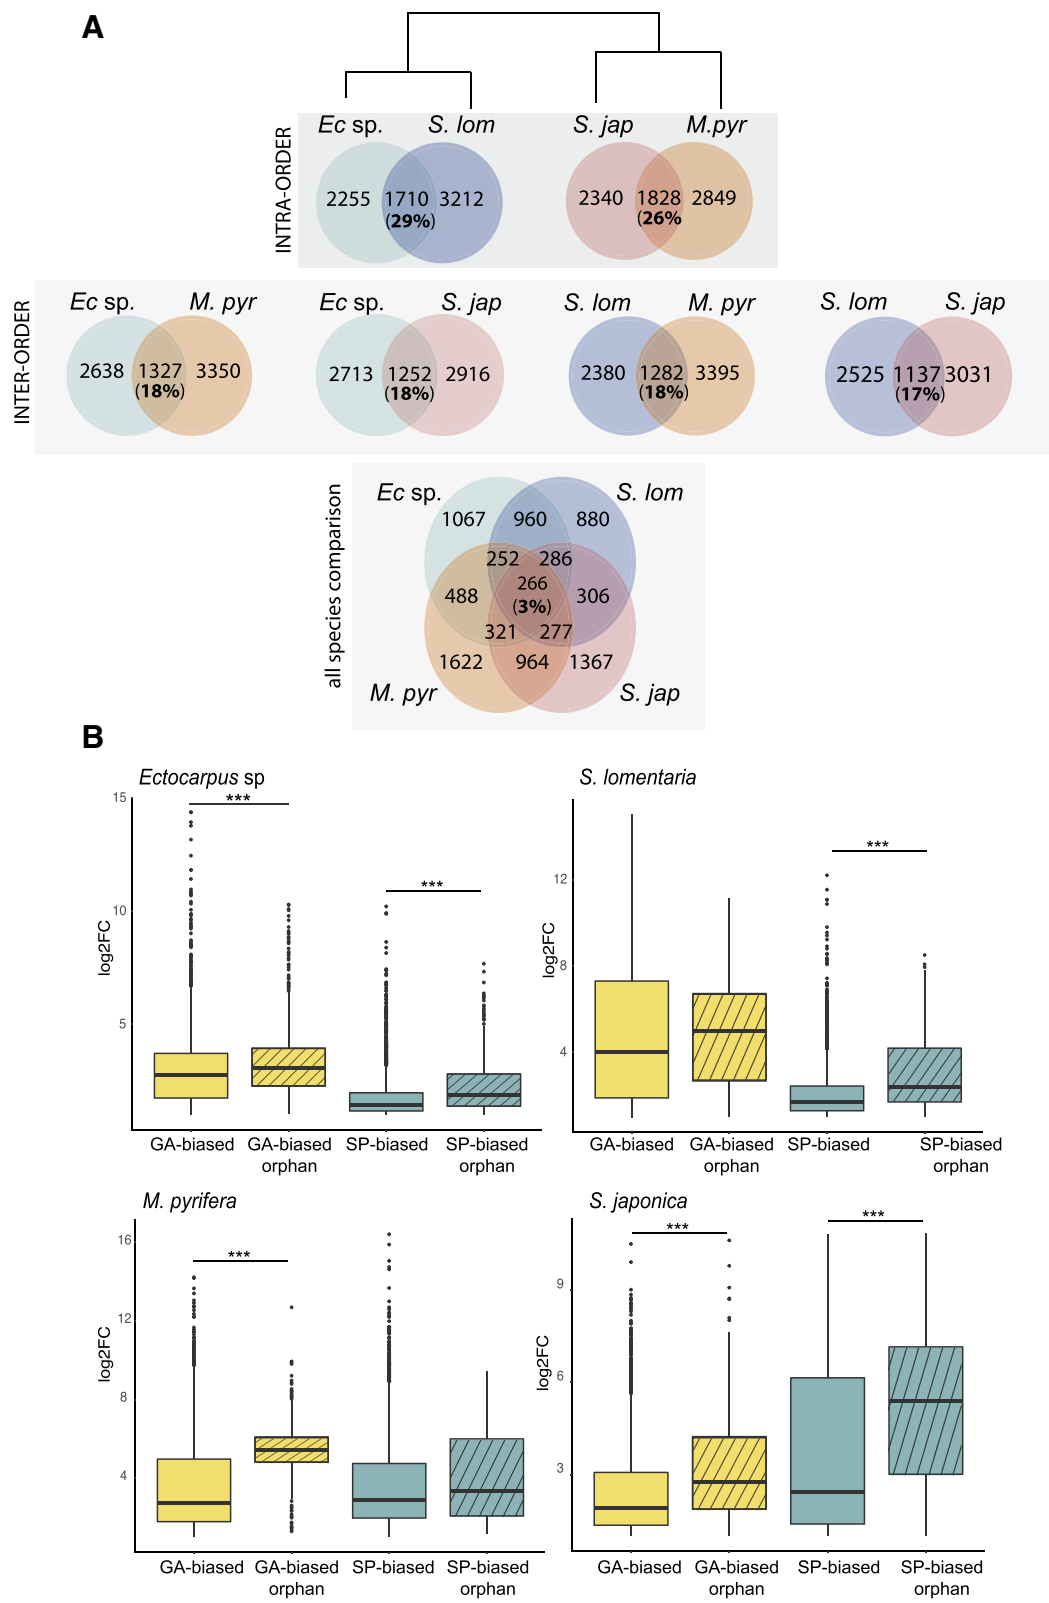 A
INTRA-ORDER
Ec sp. S. lom
2255 1710 3212
(29%)
S. jap M.pyr
2340 1828 2849
(26%
INTER-ORDER
Ec sp. M. pyr
2638 1327 3350
(18%)
Ec sp. S. jap
2713 1252 2916
(18%)
S. lom M. pyr
2380 1282 3395
(18%)
S. lom S. jap
2525 1137 3031
(17%)
all species comparison
Ec sp. S. lom
1067 960 880
252 286
266
488 (3%) 306
321 277
1622 964 1367
M. pyr S. jap
B
Ectocarpus sp
log2FC
15
10
5
***
***
GA-biased GA-biased orphan SP-biased SP-biased orphan
S. lomentaria
log2FC
12
8
4
***
GA-biased GA-biased orphan SP-biased SP-biased orphan
M. pyrifera
log2FC
16
12
8
4
***
GA-biased GA-biased orphan SP-biased SP-biased orphan
S. japonica
log2FC
9
6
3
***
***
GA-biased GA-biased orphan SP-biased SP-biased orphan